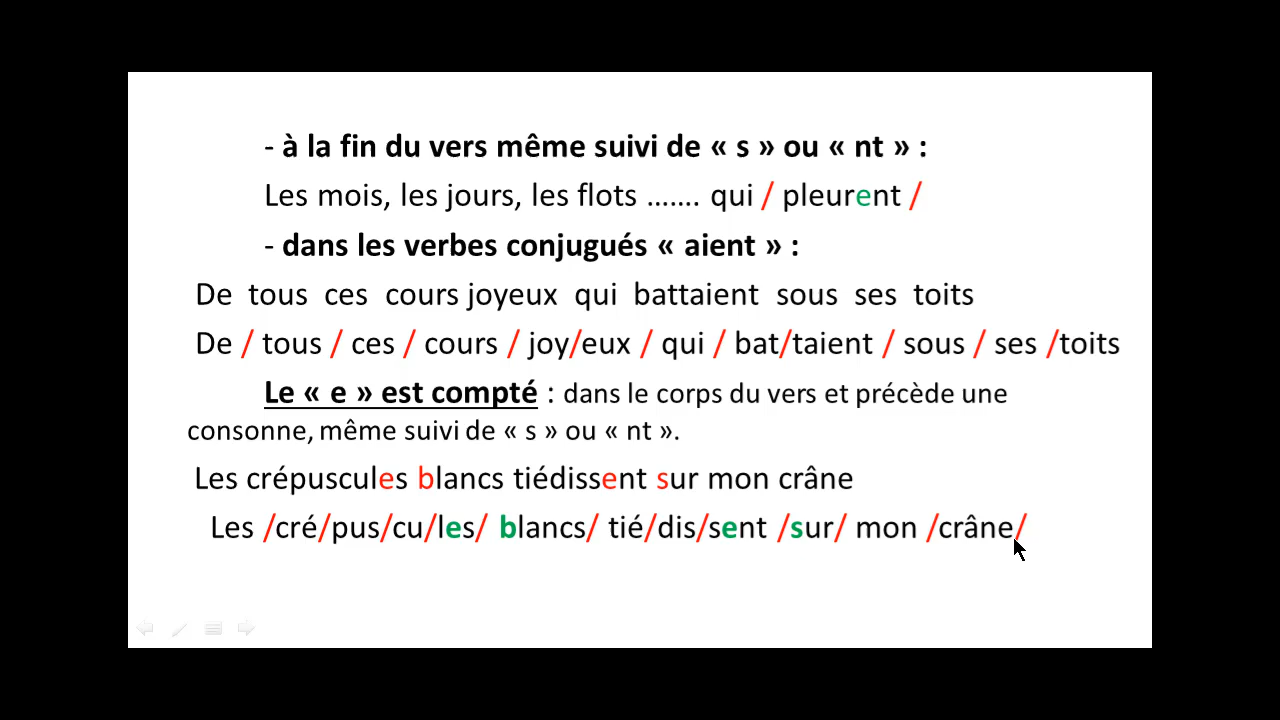 - à la fin du vers même suivi de « s » ou « nt » :
Les mois, les jours, les flots ....... qui / pleurent /
- dans les verbes conjugués « aient » :
De tous ces cours joyeux qui battaient sous ses toits
De / tous / ces / cours / joy/eux / qui / bat/taient / sous / ses /toits
Le « e » est compté : dans le corps du vers et précède une
consonne, même suivi de « s » ou « nt ».
Les crépuscules blancs tiédissent sur mon crâne
Les /cré/pus/cu/les/ blancs/ tié/dis/sent /sur/ mon /crâne/